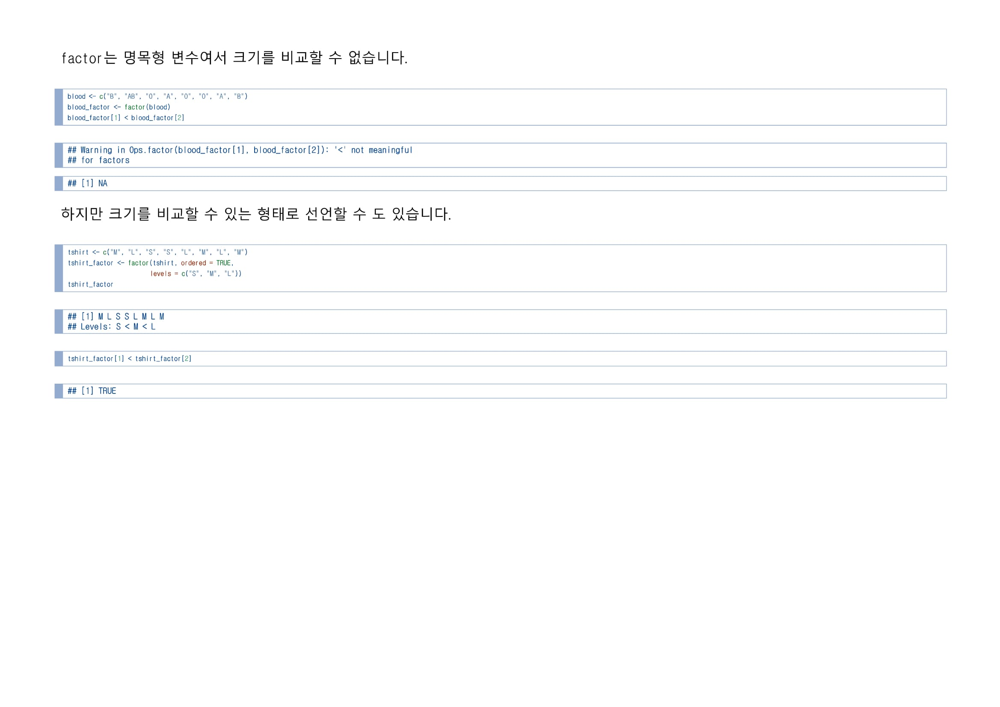 factor는 명목형 변수여서 크기를 비교할 수 없습니다.
blood <- c("B", "AB", "O", "A", "O", "O", "A", "B")
blood_factor <- factor(blood)
blood_factor[1] < blood_factor[2]
## Warning in Ops.factor(blood_factor[1], blood_factor[2]): '<' not meaningful
## for factors
## [1] NA
하지만 크기를 비교할 수 있는 형태로 선언할 수 도 있습니다.
tshirt <- c("M", "L", "S", "S", "L", "M", "L", "M")
tshirt_factor <- factor(tshirt, ordered = TRUE,
levels = c("S", "M", "L"))
tshirt_factor
## [1] M L S S L M L M
## Levels: S < M < L
tshirt_factor[1] < tshirt_factor[2]
## [1] TRUE